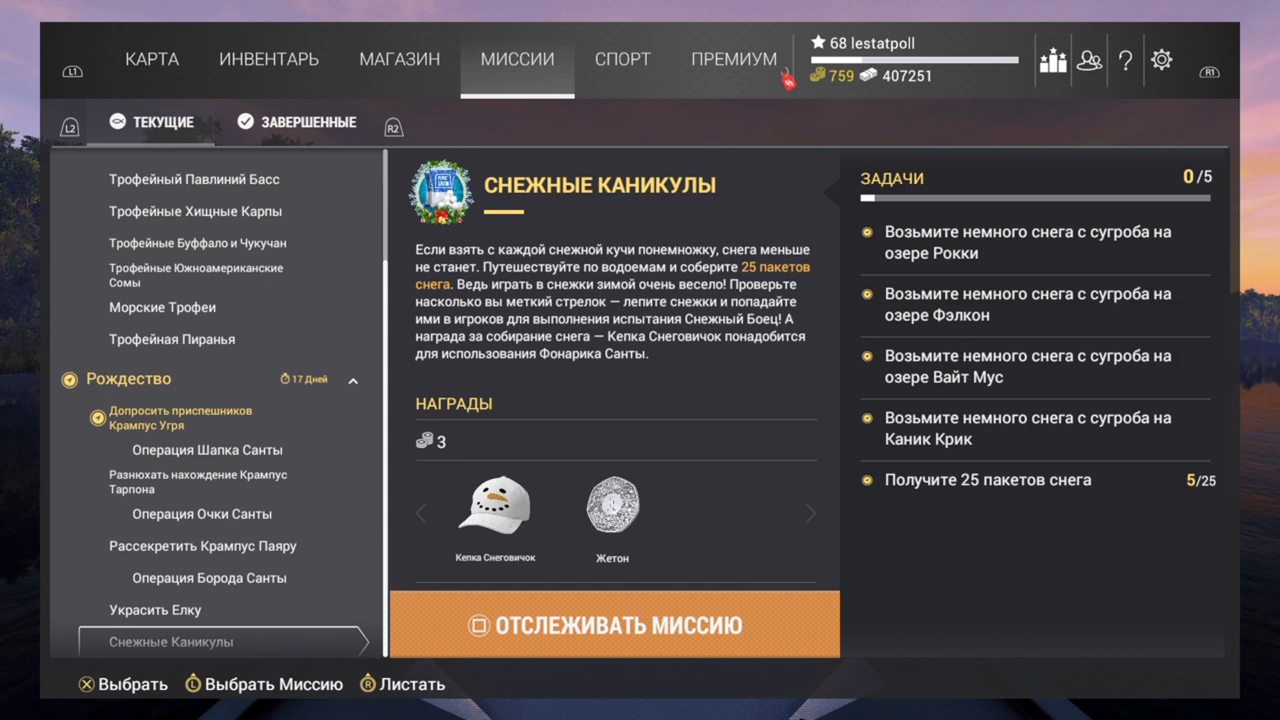 L1
КАРТА
ИНВЕНТАРЬ
МАГАЗИН
МИССИИ
СПОРТ
ПРЕМИУМ
68 lestatpoll
759 407251
?
R1
L2
ТЕКУЩИЕ
ЗАВЕРШЕННЫЕ
R2
Трофейный Павлиний Басс
Трофейные Хищные Карпы
Трофейные Буффало и Чукучан
Трофейные Южноамериканские
Сомы
Морские Трофеи
Трофейная Пиранья
Рождество
17 Дней
Допросить приспешников
Крампус Угря
Операция Шапка Санты
Разнюхать нахождение Крампус
Тарпона
Операция Очки Санты
Рассекретить Крампус Паяру
Операция Борода Санты
Украсить Елку
Снежные Каникулы
СНЕЖНЫЕ КАНИКУЛЫ
Если взять с каждой снежной кучи понемножку, снега меньше
не станет. Путешествуйте по водоемам и соберите 25 пакетов
снега. Ведь играть в снежки зимой очень весело! Проверьте
насколько вы меткий стрелок — лепите снежки и попадайте
ими в игроков для выполнения испытания Снежный Боец! А
награда за собирание снега — Кепка Снеговичок понадобится
для использования Фонарика Санты.
НАГРАДЫ
3
Кепка Снеговичок
Жетон
ОТСЛЕЖИВАТЬ МИССИЮ
ЗАДАЧИ
0/5
Возьмите немного снега с сугроба на
озере Рокки
Возьмите немного снега с сугроба на
озере Фэлкон
Возьмите немного снега с сугроба на
озере Вайт Мус
Возьмите немного снега с сугроба на
Каник Крик
Получите 25 пакетов снега
5/25
Выбрать
L Выбрать Миссию
R Листать